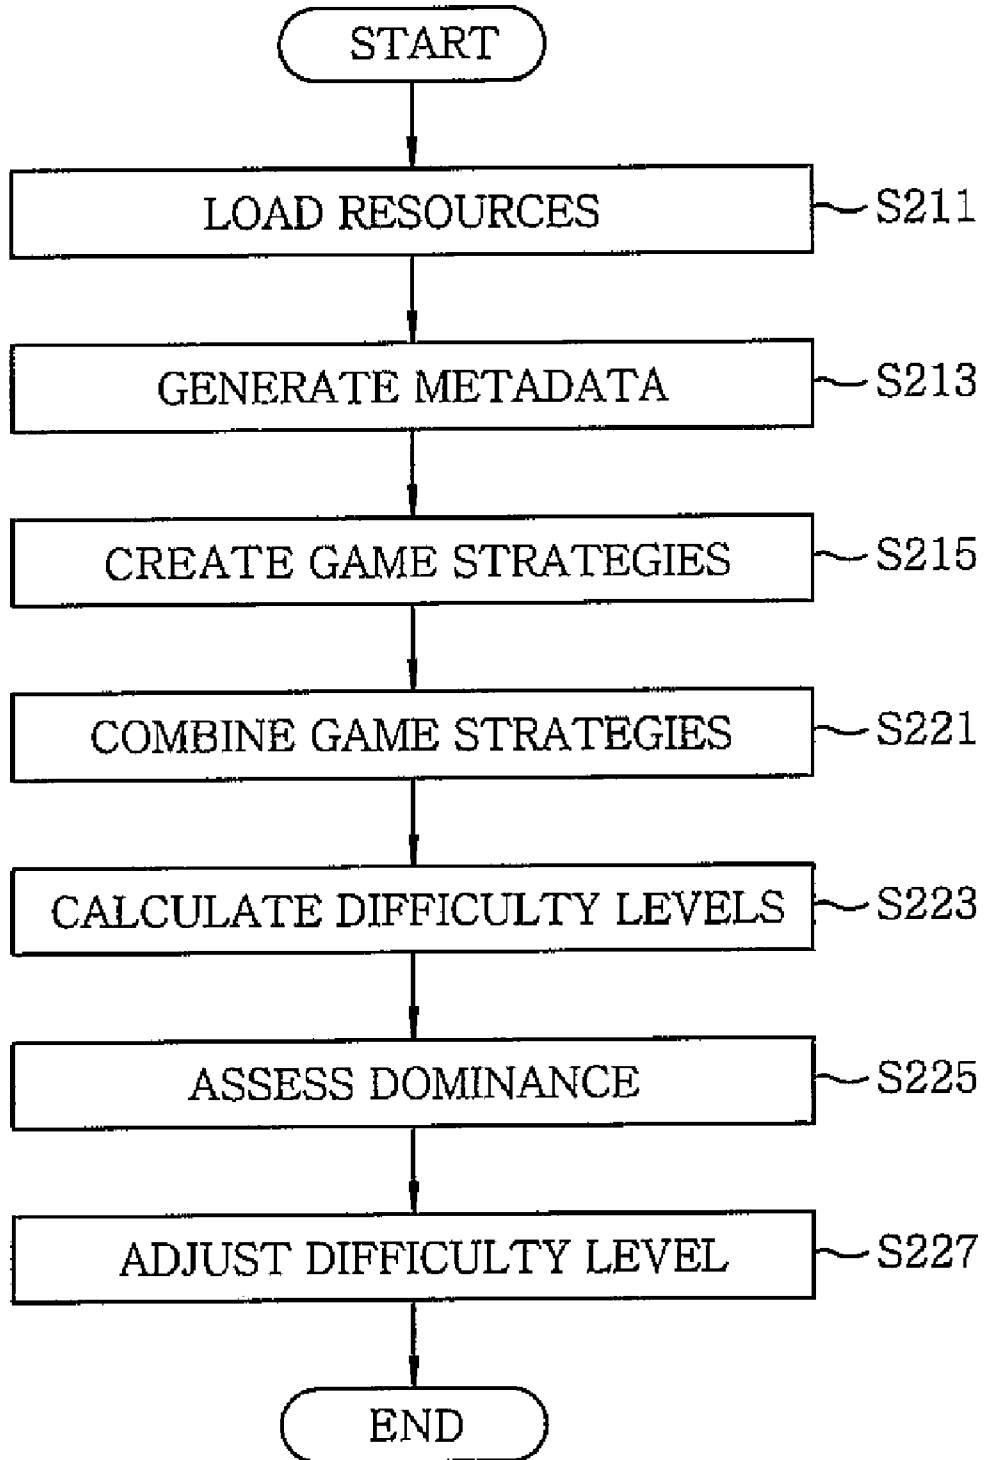 START
LOAD RESOURCES S211
GENERATE METADATA S213
CREATE GAME STRATEGIES S215
COMBINE GAME STRATEGIES S221
CALCULATE DIFFICULTY LEVELS S223
ASSESS DOMINANCE S225
ADJUST DIFFICULTY LEVEL S227
END